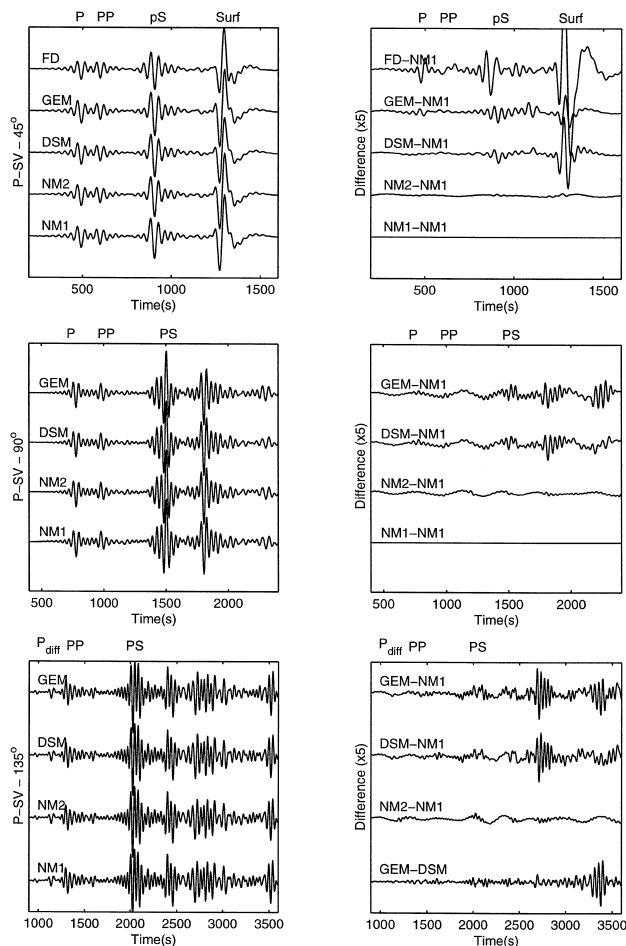 P PP pS Surf
FD
GEM
DSM
NM2
NM1
P–SV – 45°
500 1000 1500
Time(s)
P PP pS Surf
FD–NM1
GEM–NM1
DSM–NM1
NM2–NM1
NM1–NM1
Difference (x5)
500 1000 1500
Time(s)
P PP PS
GEM
DSM
NM2
NM1
P–SV – 90°
500 1000 1500 2000
Time(s)
P PP PS
GEM–NM1
DSM–NM1
NM2–NM1
NM1–NM1
Difference (x5)
500 1000 1500 2000
Time(s)
Pdiff PP PS
GEM
DSM
NM2
NM1
P–SV – 135°
1000 1500 2000 2500 3000 3500
Time(s)
Pdiff PP PS
GEM–NM1
DSM–NM1
NM2–NM1
GEM–DSM
Difference (x5)
1000 1500 2000 2500 3000 3500
Time(s)